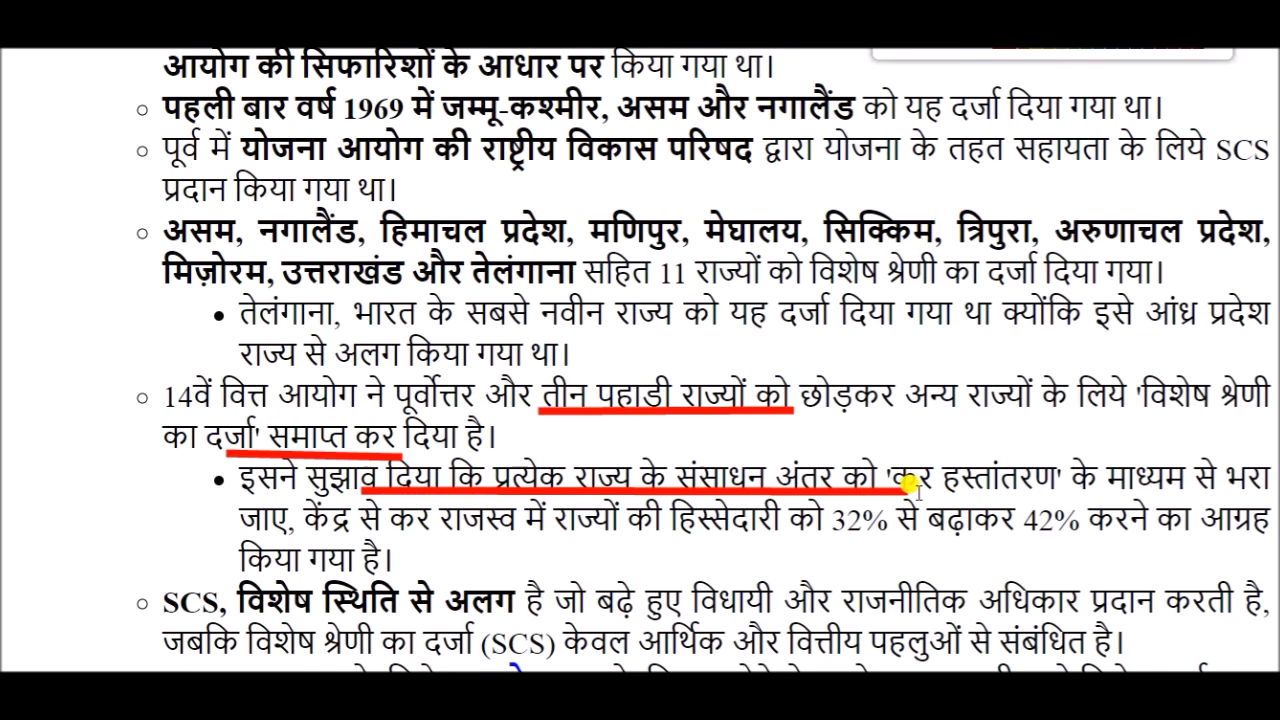 आयोग की सिफारिशों के आधार पर किया गया था।
पहली बार वर्ष 1969 में जम्मू-कश्मीर, असम और नगालैंड को यह दर्जा दिया गया था।
पूर्व में योजना आयोग की राष्ट्रीय विकास परिषद द्वारा योजना के तहत सहायता के लिये SCS
प्रदान किया गया था।
असम, नगालैंड, हिमाचल प्रदेश, मणिपुर, मेघालय, सिक्किम, त्रिपुरा, अरुणाचल प्रदेश,
मिज़ोरम, उत्तराखंड और तेलंगाना सहित 11 राज्यों को विशेष श्रेणी का दर्जा दिया गया।
तेलंगाना, भारत के सबसे नवीन राज्य को यह दर्जा दिया गया था क्योंकि इसे आंध्र प्रदेश
राज्य से अलग किया गया था।
14वें वित्त आयोग ने पूर्वोत्तर और तीन पहाडी राज्यों को छोड़कर अन्य राज्यों के लिये 'विशेष श्रेणी
का दर्जा' समाप्त कर दिया है।
इसने सुझाव दिया कि प्रत्येक राज्य के संसाधन अंतर को 'कर हस्तांतरण' के माध्यम से भरा
जाए, केंद्र से कर राजस्व में राज्यों की हिस्सेदारी को 32% से बढ़ाकर 42% करने का आग्रह
किया गया है।
SCS, विशेष स्थिति से अलग है जो बढ़े हुए विधायी और राजनीतिक अधिकार प्रदान करती है,
जबकि विशेष श्रेणी का दर्जा (SCS) केवल आर्थिक और वित्तीय पहलुओं से संबंधित है।